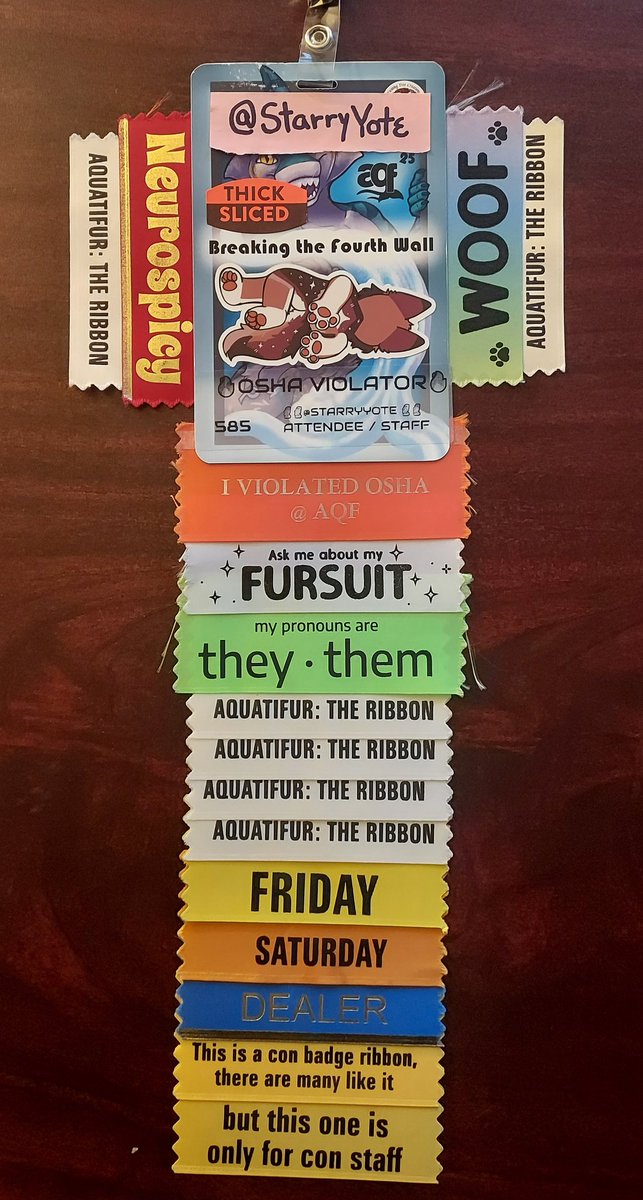 @StarryYote
25
aqf
THICK
SLICED
Breaking the Fourth Wall
OSHA VIOLATOR
@STARRYYOTE
585
ATTENDEE / STAFF
AQUATIFUR: THE RIBBON
Neurospicy
WOOF
AQUATIFUR: THE RIBBON
I VIOLATED OSHA
@ AQF
Ask me about my
FURSUIT
my pronouns are
they · them
AQUATIFUR: THE RIBBON
AQUATIFUR: THE RIBBON
AQUATIFUR: THE RIBBON
AQUATIFUR: THE RIBBON
FRIDAY
SATURDAY
DEALER
This is a con badge ribbon,
there are many like it
but this one is
only for con staff